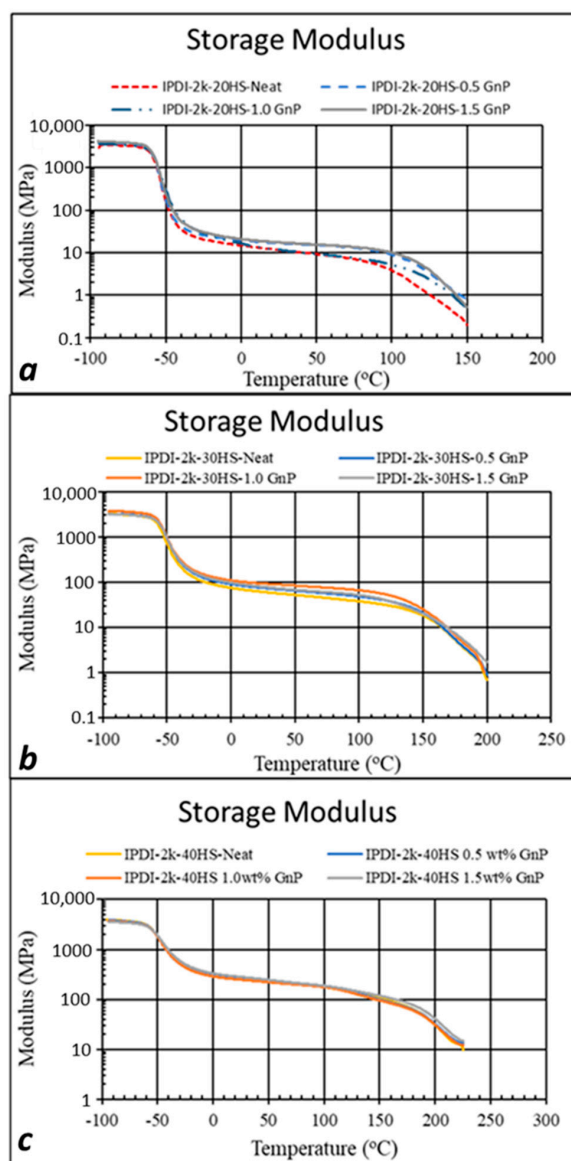 Storage Modulus
IPDI-2k-20HS-Neat IPDI-2k-20HS-0.5 GnP
IPDI-2k-20HS-1.0 GnP IPDI-2k-20HS-1.5 GnP
10,000
1000
100
10
1
0.1
Modulus (MPa)
-100 -50 0 50 100 150 200
Temperature (°C)
a
Storage Modulus
IPDI-2k-30HS-Neat IPDI-2k-30HS-0.5 GnP
IPDI-2k-30HS-1.0 GnP IPDI-2k-30HS-1.5 GnP
10,000
1000
100
10
1
0.1
Modulus (MPa)
-100 -50 0 50 100 150 200 250
Temperature (°C)
b
Storage Modulus
IPDI-2k-40HS-Neat IPDI-2k-40HS 0.5 wt% GnP
IPDI-2k-40HS 1.0wt% GnP IPDI-2k-40HS 1.5wt% GnP
10,000
1000
100
10
1
Modulus (MPa)
-100 -50 0 50 100 150 200 250 300
Temperature (°C)
c